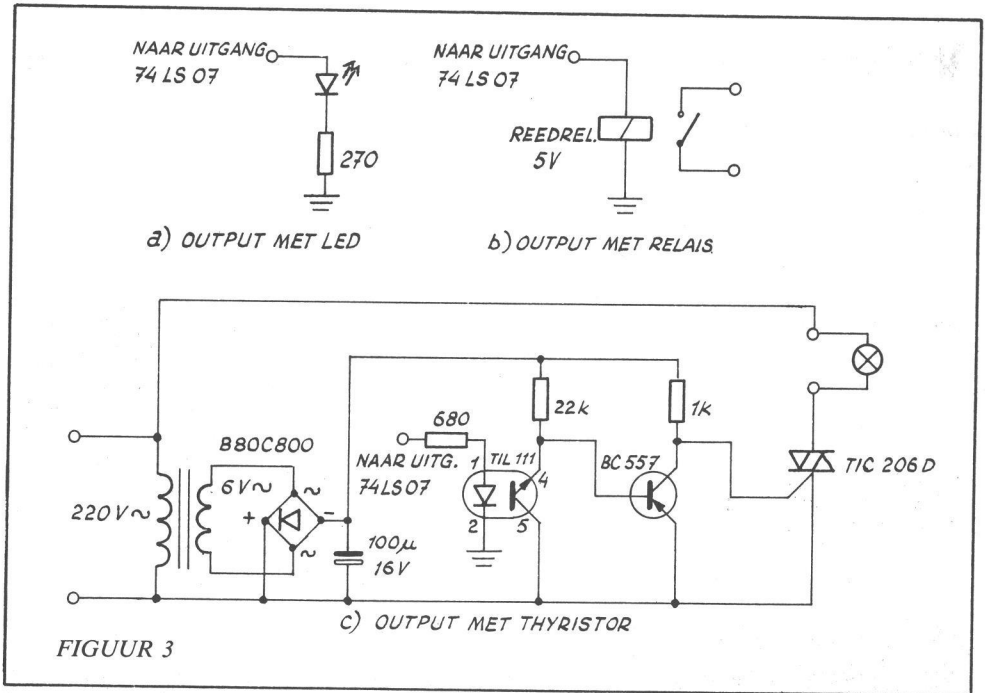 NAAR UITGANG
74 LS 07
270
a) OUTPUT MET LED
NAAR UITGANG
74 LS 07
REEDREL.
5V
b) OUTPUT MET RELAIS
220V~
6V~
B80C800
~
+
-
~
100µ
16V
680
NAAR UITG.
74LS07
1
TIL 111
4
2
5
22k
BC 557
1k
TIC 206 D
c) OUTPUT MET THYRISTOR
FIGUUR 3